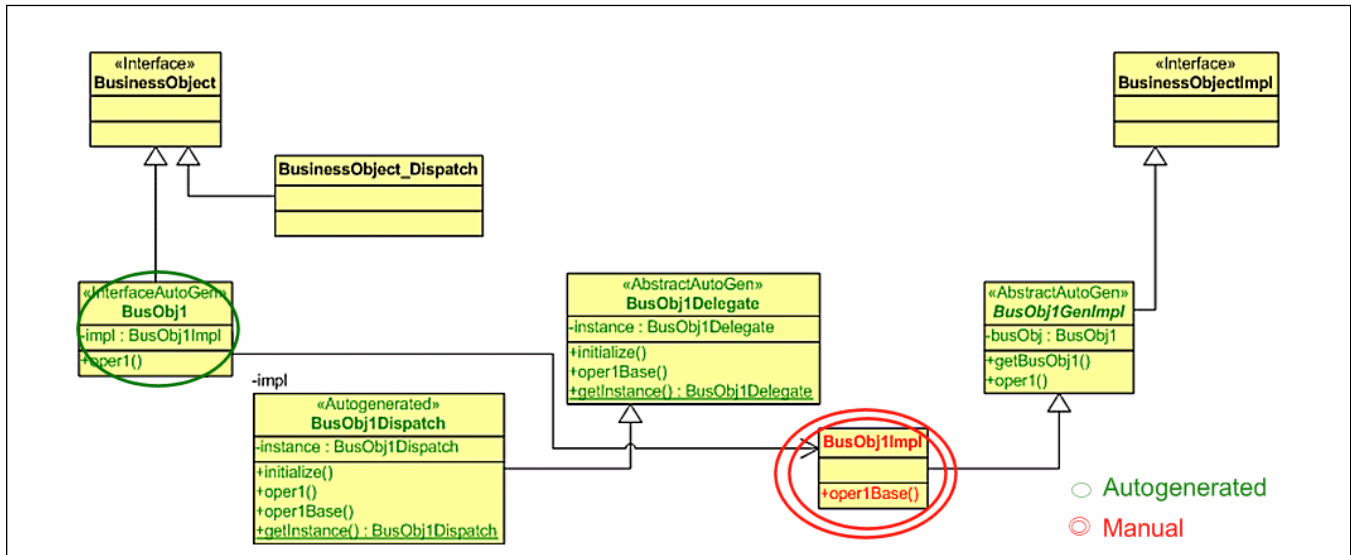 «Interface»
BusinessObject
«Interface»
BusinessObjectImpl
BusinessObject_Dispatch
«InterfaceAutoGen»
BusObj1
-impl : BusObj1Impl
+oper1()
«AbstractAutoGen»
BusObj1Delegate
-instance : BusObj1Delegate
+initialize()
+oper1Base()
+getInstance() : BusObj1Delegate
«AbstractAutoGen»
BusObj1GenImpl
-busObj : BusObj1
+getBusObj1()
+oper1()
-impl
«Autogenerated»
BusObj1Dispatch
-instance : BusObj1Dispatch
+initialize()
+oper1()
+oper1Base()
+getInstance() : BusObj1Dispatch
BusObj1Impl
+oper1Base()
Autogenerated
Manual